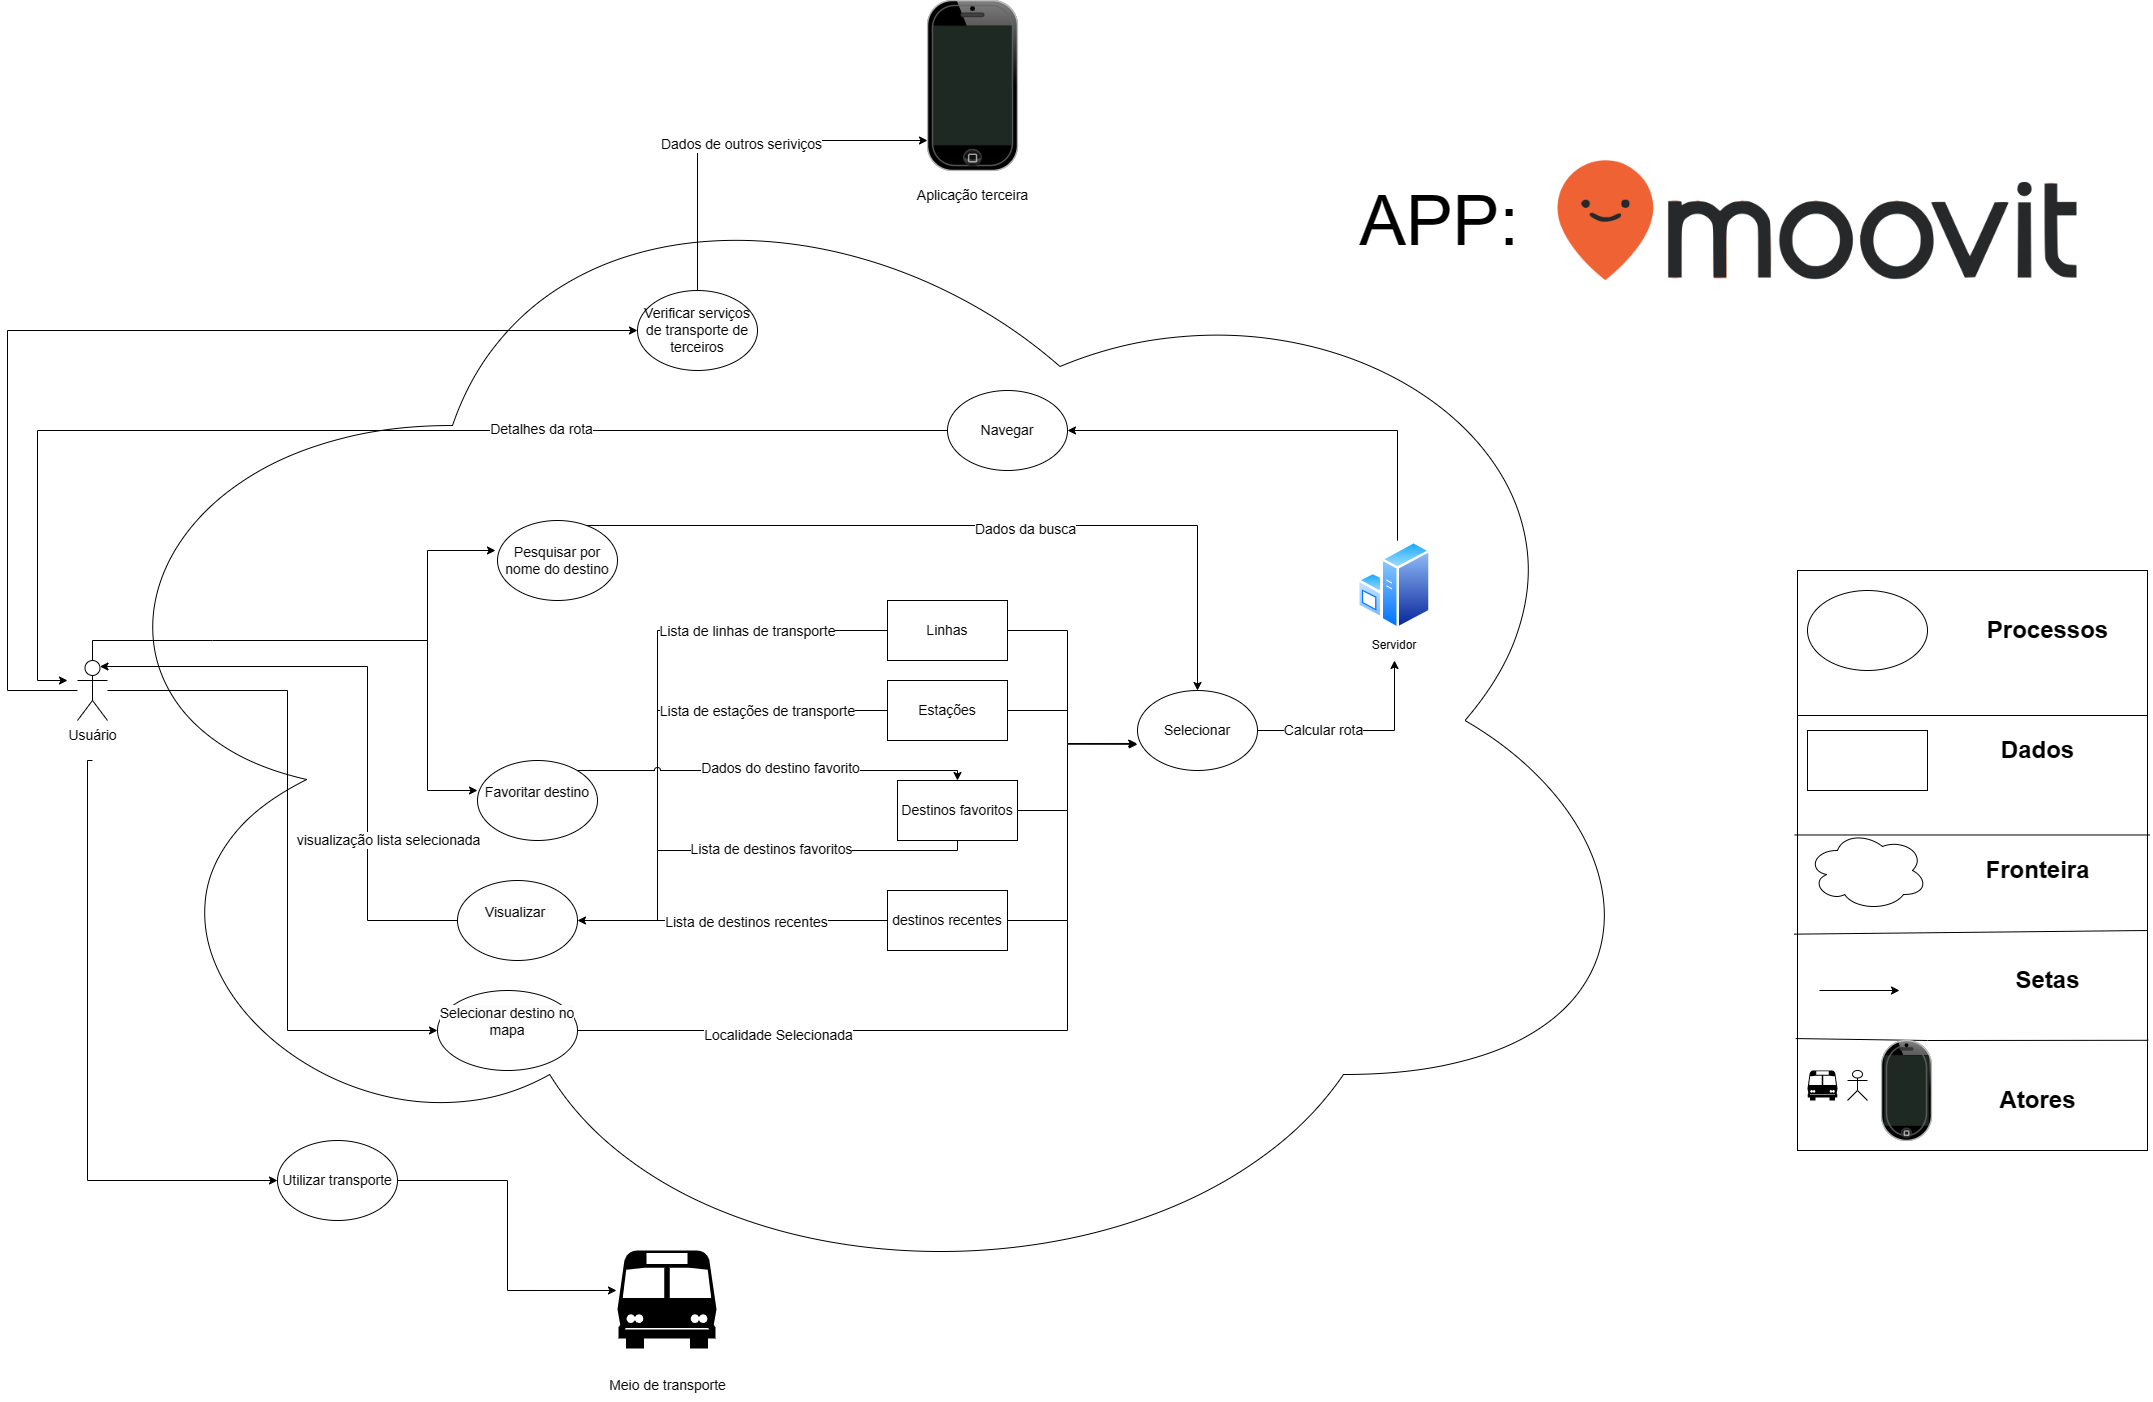 Dados de outros seriviços
Aplicação terceira
APP:
moovit
Verificar serviços
de transporte de
terceiros
Detalhes da rota
Navegar
Dados da busca
Pesquisar por
nome do destino
Lista de linhas de transporte
Linhas
Servidor
Processos
Lista de estações de transporte
Estações
Usuário
Selecionar
Calcular rota
Dados
Dados do destino favorito
Favoritar destino
Destinos favoritos
visualização lista selecionada
Lista de destinos favoritos
Fronteira
Visualizar
Lista de destinos recentes
destinos recentes
Setas
Selecionar destino no
mapa
Localidade Selecionada
Atores
Utilizar transporte
Meio de transporte